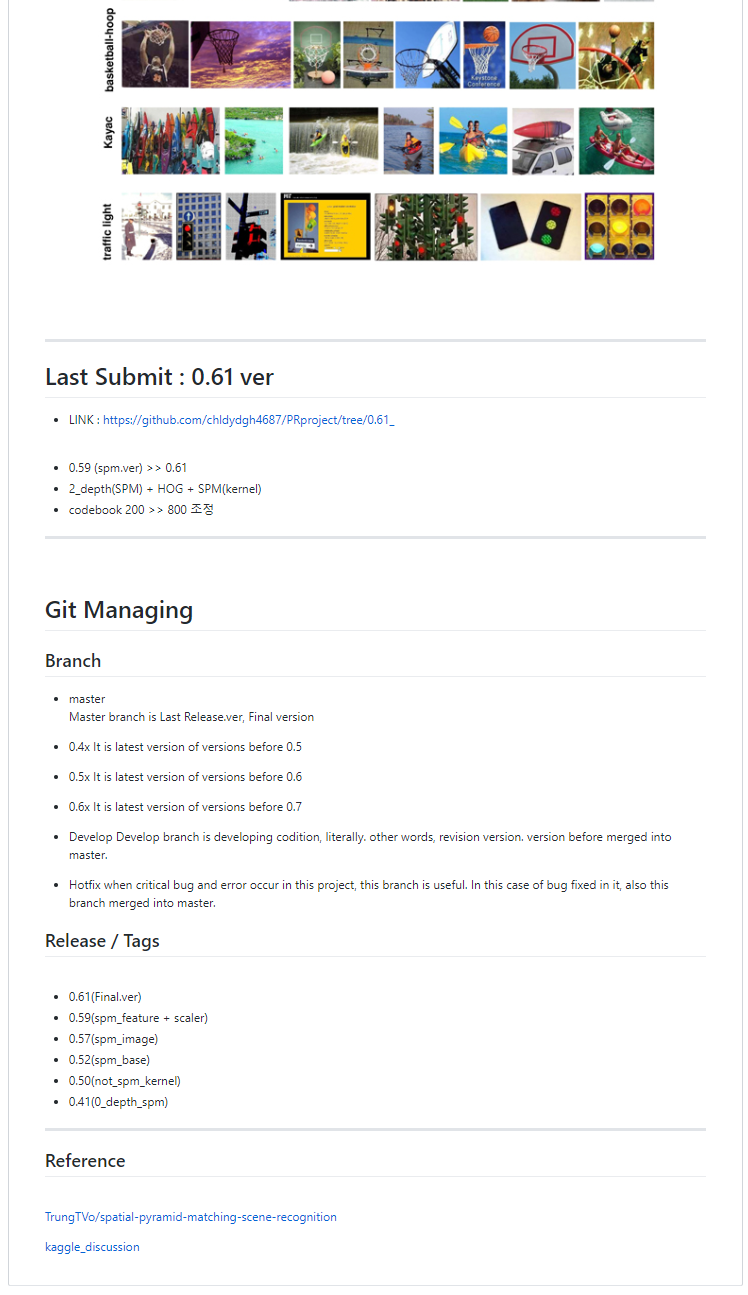 basketball-hoop
Keystone
Conference
Kayac
traffic light
Last Submit : 0.61 ver
LINK : https://github.com/chldydgh4687/PRproject/tree/0.61_
0.59 (spm.ver) >> 0.61
2_depth(SPM) + HOG + SPM(kernel)
codebook 200 >> 800 조정
Git Managing
Branch
master
Master branch is Last Release.ver, Final version
0.4x It is latest version of versions before 0.5
0.5x It is latest version of versions before 0.6
0.6x It is latest version of versions before 0.7
Develop Develop branch is developing codition, literally. other words, revision version. version before merged into
master.
Hotfix when critical bug and error occur in this project, this branch is useful. In this case of bug fixed in it, also this
branch merged into master.
Release / Tags
0.61(Final.ver)
0.59(spm_feature + scaler)
0.57(spm_image)
0.52(spm_base)
0.50(not_spm_kernel)
0.41(0_depth_spm)
Reference
TrungTVo/spatial-pyramid-matching-scene-recognition
kaggle_discussion